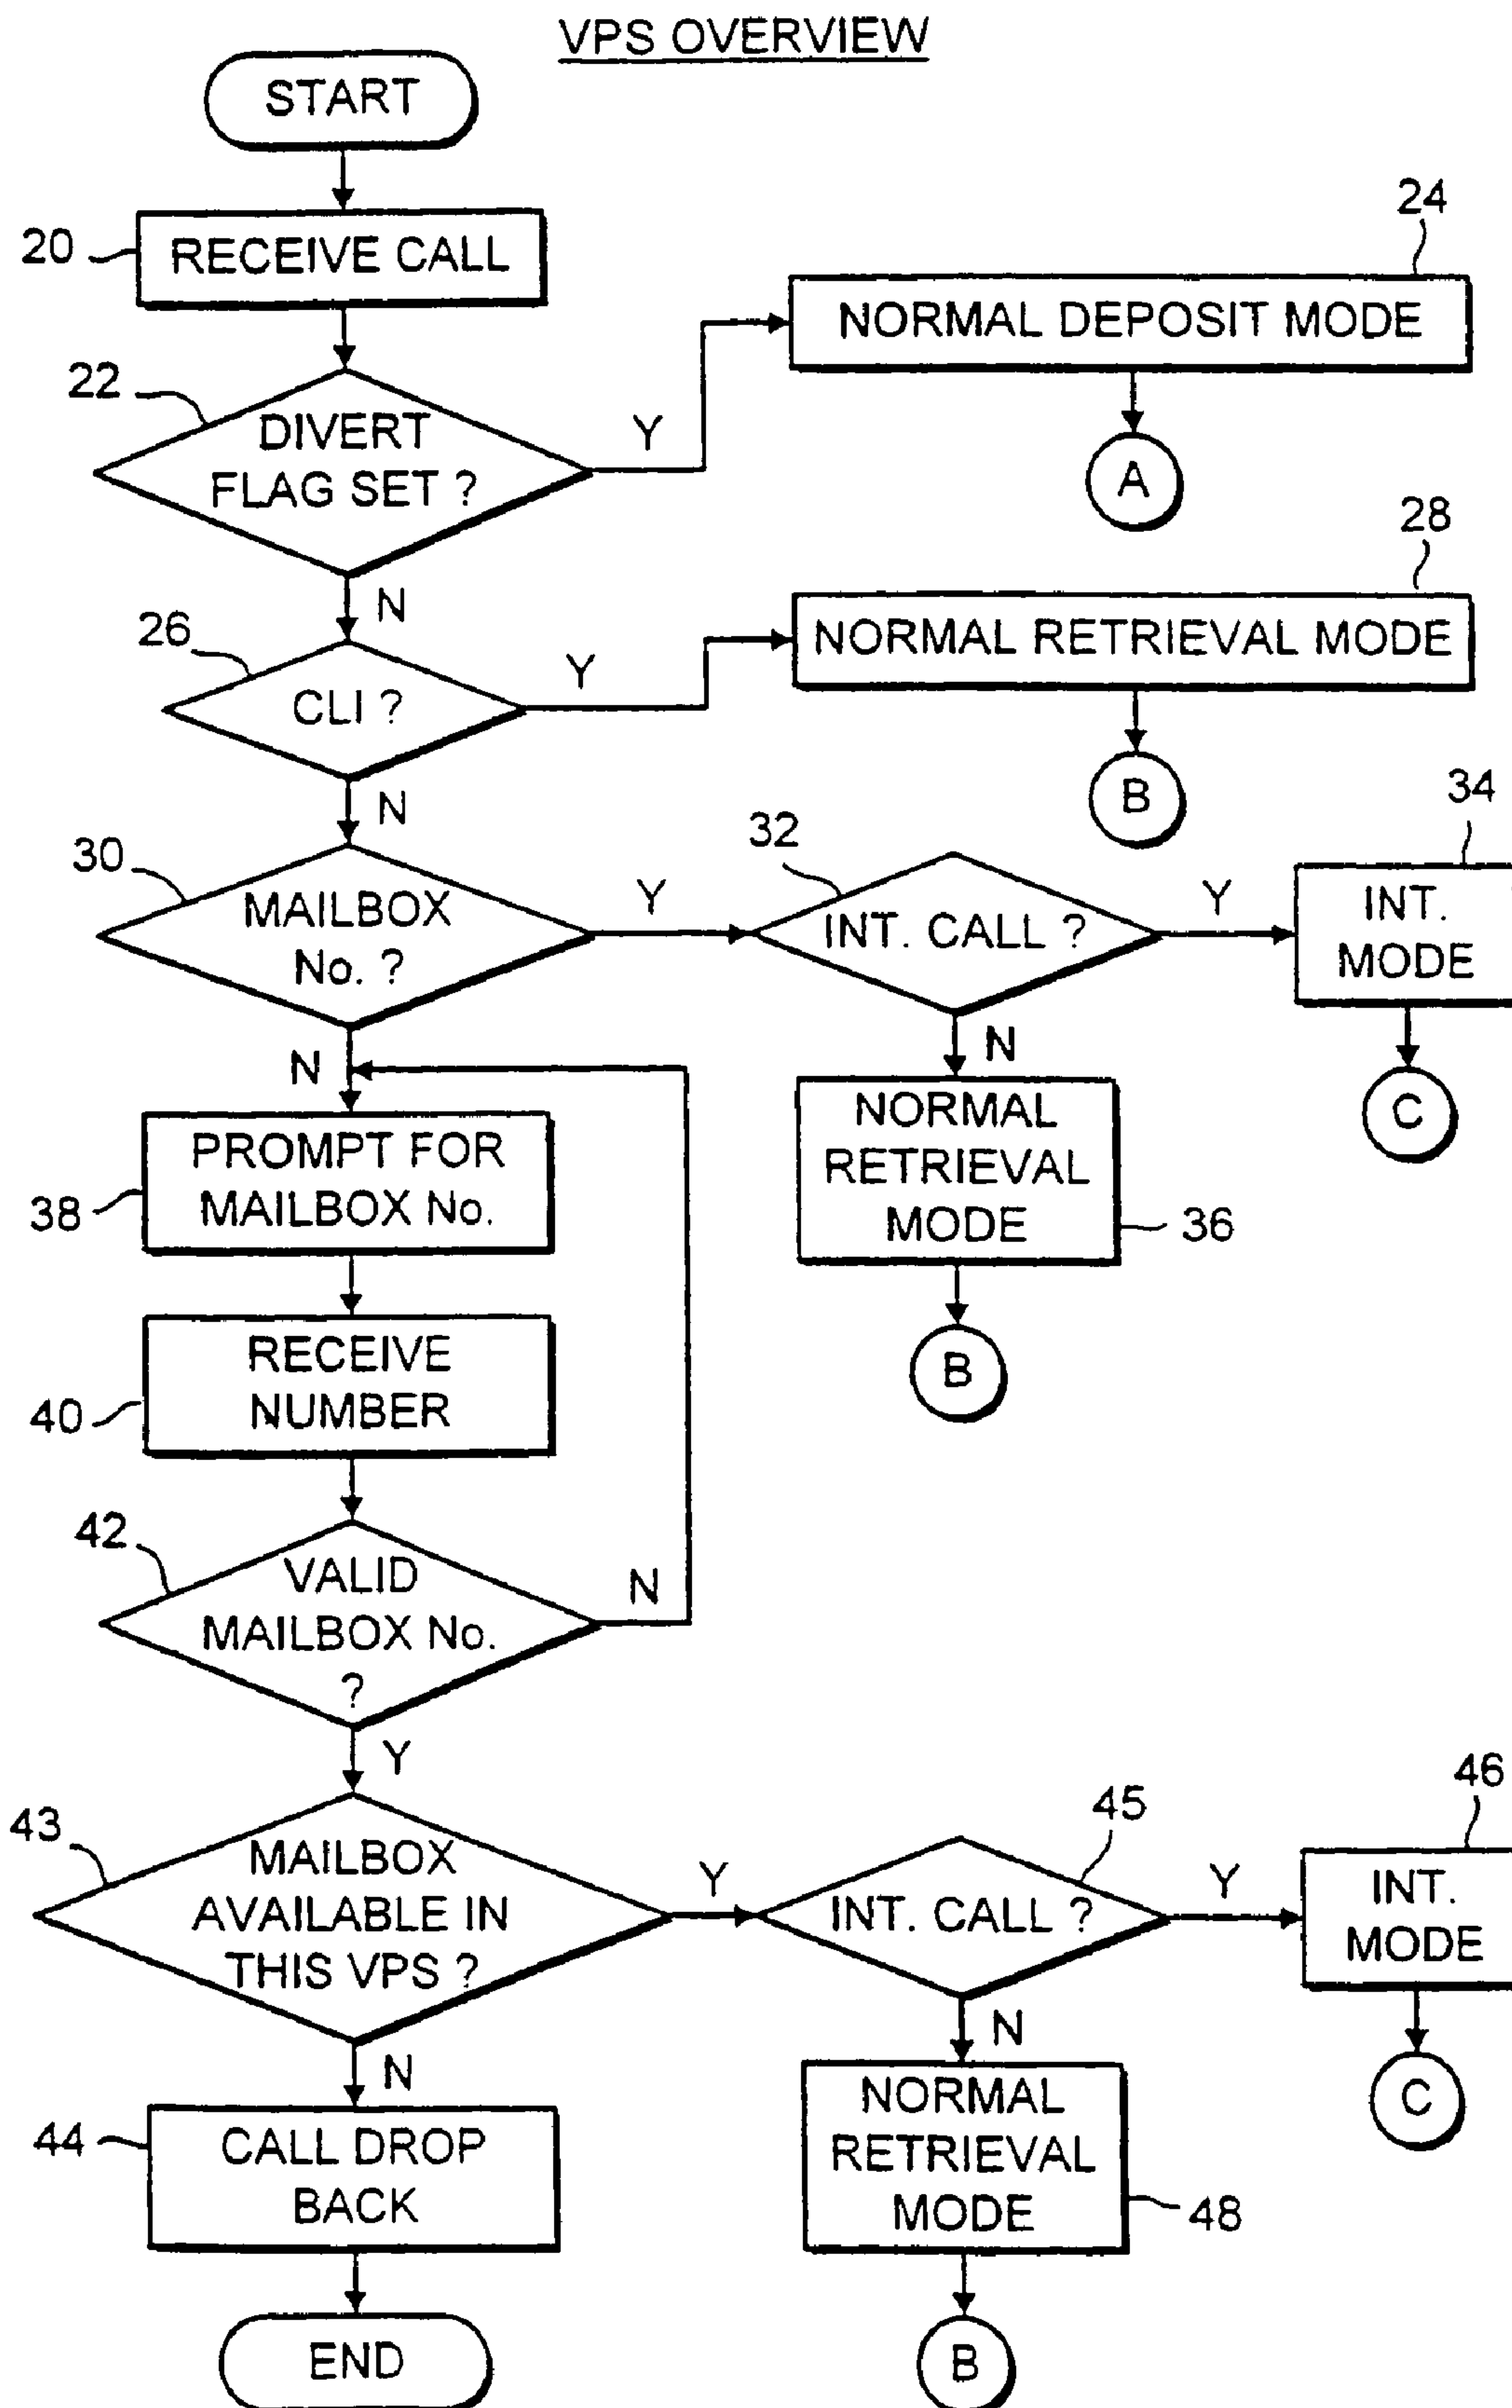 VPS OVERVIEW
START
20
RECEIVE CALL
22
DIVERT
FLAG SET ?
Y
24
NORMAL DEPOSIT MODE
A
N
26
CLI ?
Y
28
NORMAL RETRIEVAL MODE
B
N
30
MAILBOX
No. ?
Y
32
INT. CALL ?
Y
34
INT.
MODE
C
N
NORMAL
RETRIEVAL
MODE
36
B
N
38
PROMPT FOR
MAILBOX No.
40
RECEIVE
NUMBER
42
VALID
MAILBOX No.
?
N
Y
43
MAILBOX
AVAILABLE IN
THIS VPS ?
Y
45
INT. CALL ?
Y
46
INT.
MODE
C
N
NORMAL
RETRIEVAL
MODE
48
B
N
44
CALL DROP
BACK
END